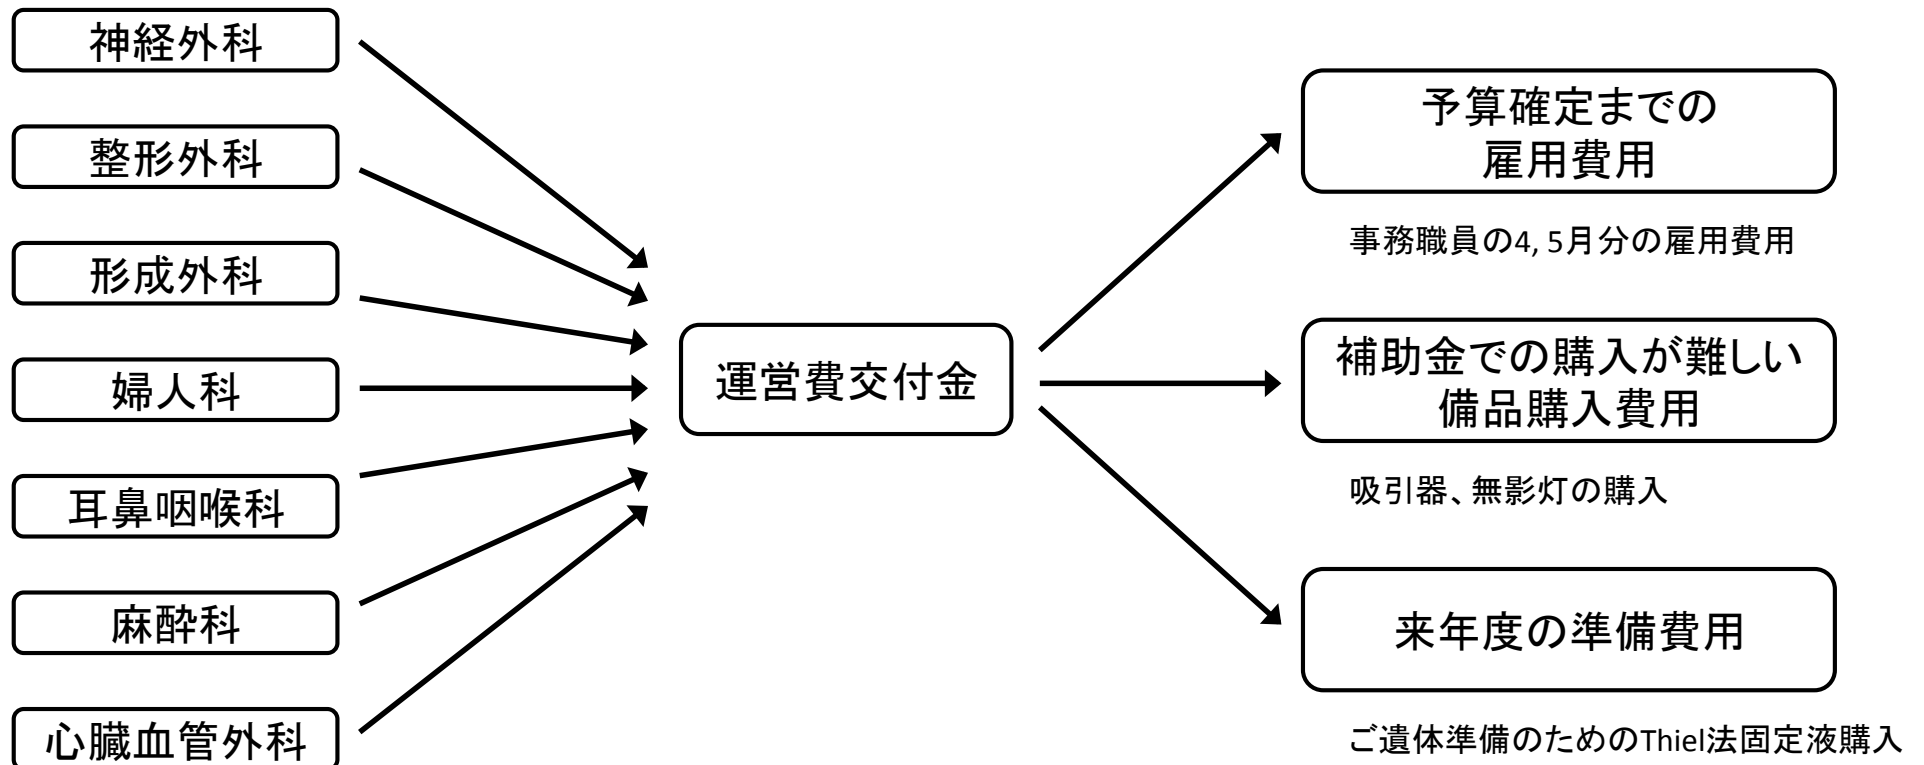 神経外科
整形外科
形成外科
婦人科
耳鼻咽喉科
麻酔科
心臓血管外科
運営費交付金
予算確定までの
雇用費用
事務職員の4, 5月分の雇用費用
補助金での購入が難しい
備品購入費用
吸引器、無影灯の購入
来年度の準備費用
ご遺体準備のためのThiel法固定液購入